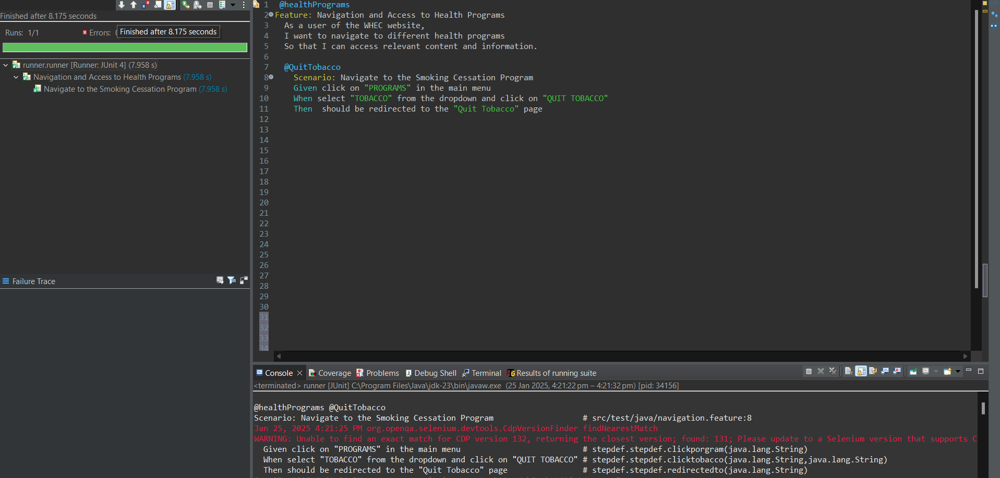 Finished after 8.175 seconds
Runs: 1/1
Errors:
Finished after 8.175 seconds
runner.runner [Runner: JUnit 4] (7.958 s)
Navigation and Access to Health Programs (7.958 s)
Navigate to the Smoking Cessation Program (7.958 s)
Failure Trace
1 @healthPrograms
2 Feature: Navigation and Access to Health Programs
3 As a user of the WHEC website,
4 I want to navigate to different health programs
5 So that I can access relevant content and information.
6
7 @QuitTobacco
8 Scenario: Navigate to the Smoking Cessation Program
9 Given click on "PROGRAMS" in the main menu
10 When select "TOBACCO" from the dropdown and click on "QUIT TOBACCO"
11 Then should be redirected to the "Quit Tobacco" page
12
13
14
15
16
17
18
19
20
21
22
23
24
25
26
27
28
29
30
31
32
33
34
Console Coverage Problems Debug Shell Terminal Results of running suite
<terminated> runner [JUnit] C:\Program Files\Java\jdk-23\bin\javaw.exe (25 Jan 2025, 4:21:22 pm – 4:21:32 pm) [pid: 34156]
@healthPrograms @QuitTobacco
Scenario: Navigate to the Smoking Cessation Program # src/test/java/navigation.feature:8
Jan 25, 2025 4:21:25 PM org.openqa.selenium.devtools.CdpVersionFinder findNearestMatch
WARNING: Unable to find an exact match for CDP version 132, returning the closest version; found: 131; Please update to a Selenium version that supports C
Given click on "PROGRAMS" in the main menu # stepdef.stepdef.clickporgram(java.lang.String)
When select "TOBACCO" from the dropdown and click on "QUIT TOBACCO" # stepdef.stepdef.clicktobacco(java.lang.String,java.lang.String)
Then should be redirected to the "Quit Tobacco" page # stepdef.stepdef.redirectedto(java.lang.String)